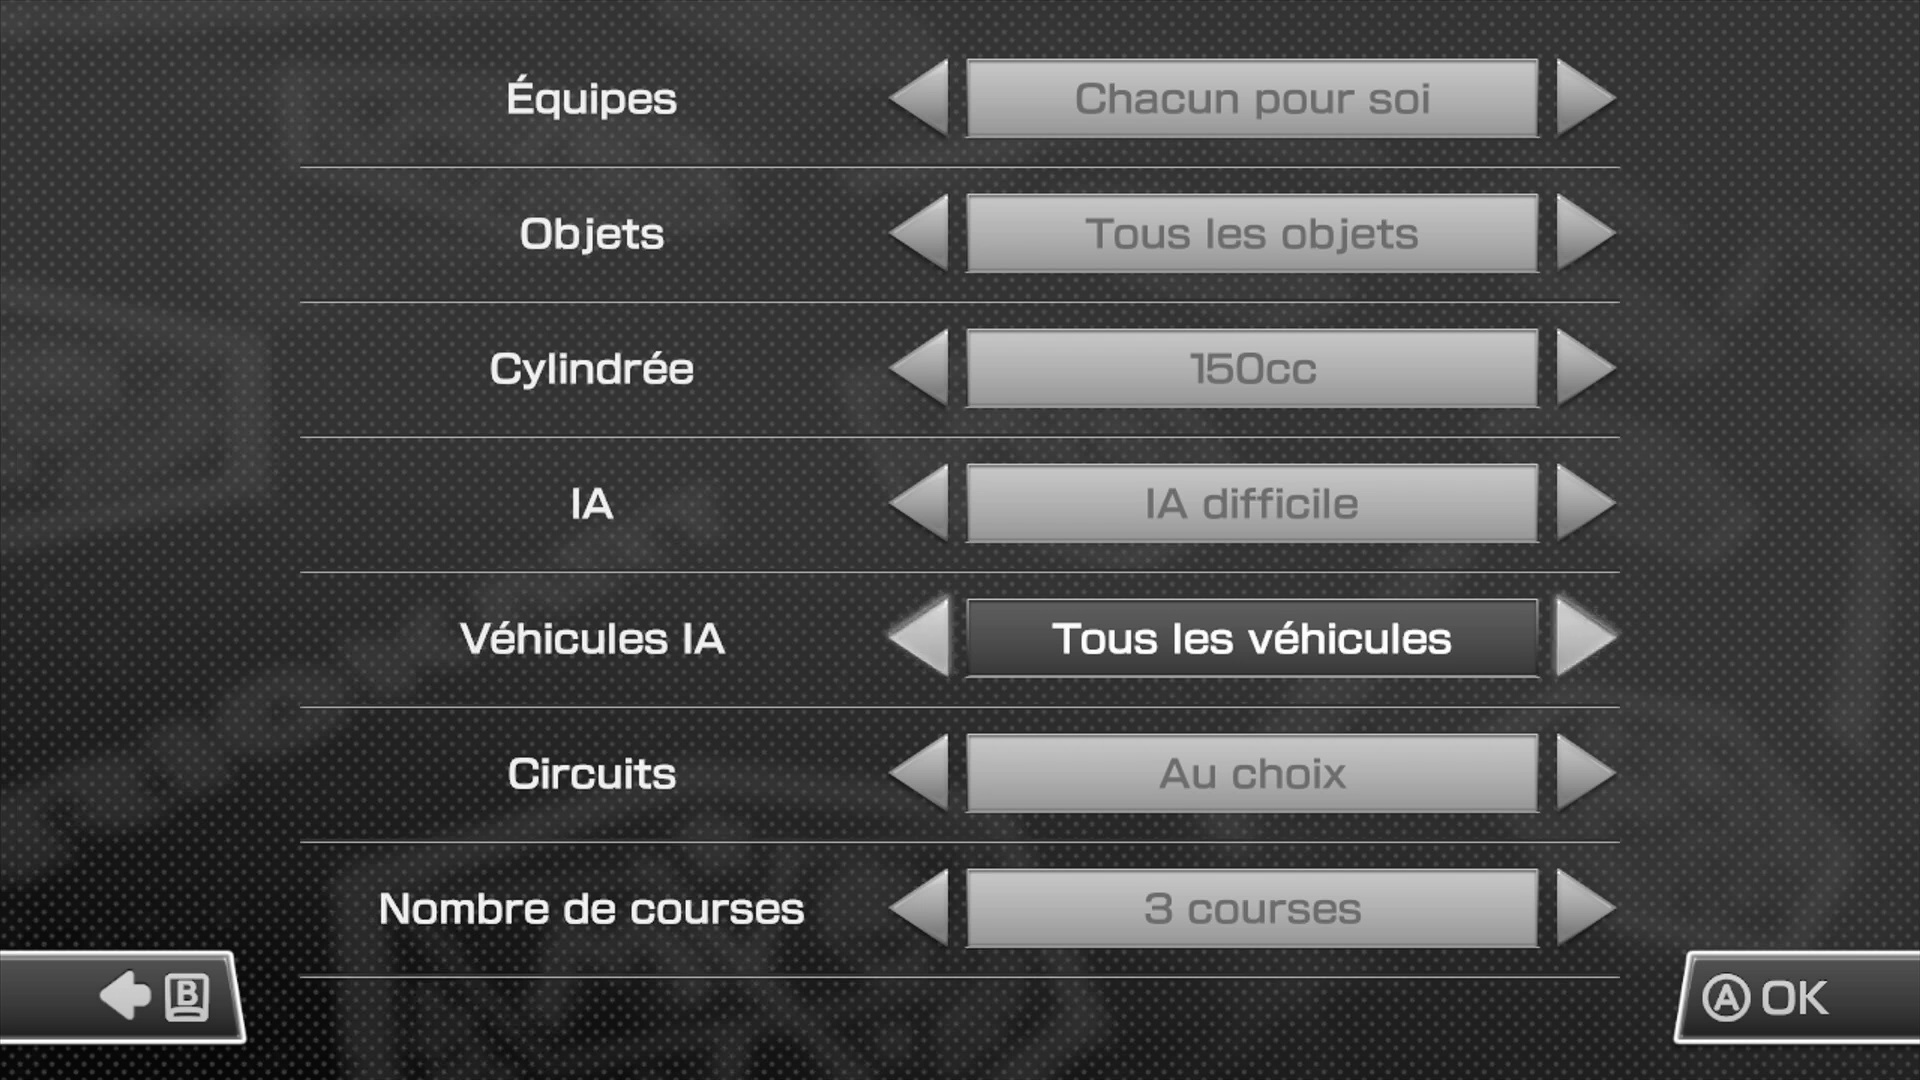 Équipes Chacun pour soi
Objets Tous les objets
Cylindrée 150cc
IA IA difficile
Véhicules IA Tous les véhicules
Circuits Au choix
Nombre de courses 3 courses
B
A OK